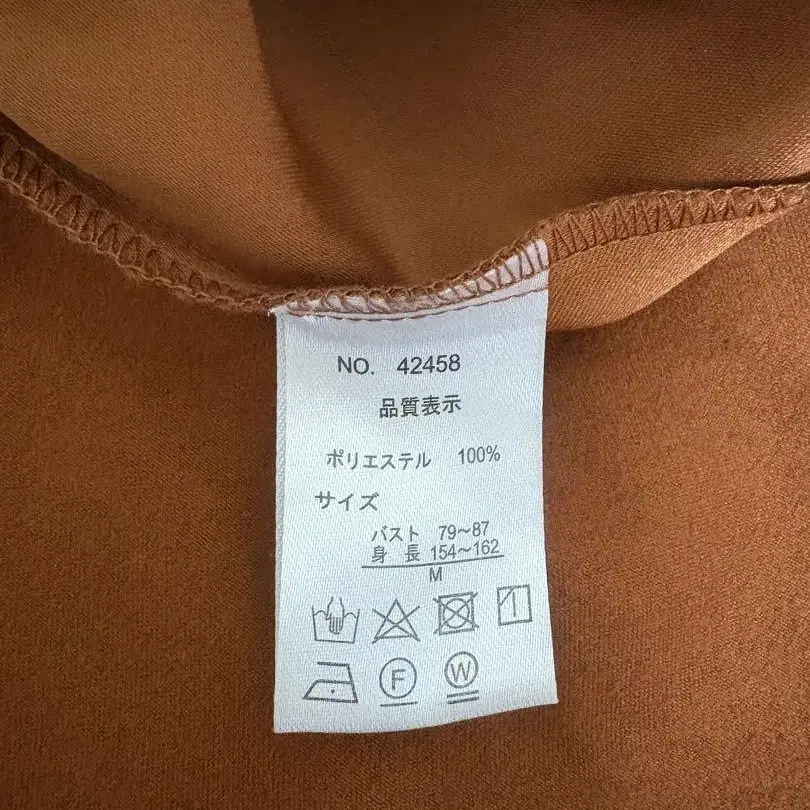 NO. 42458
品質表示
ポリエステル 100%
サイズ
バスト 79〜87
身 長 154〜162
M
F
W